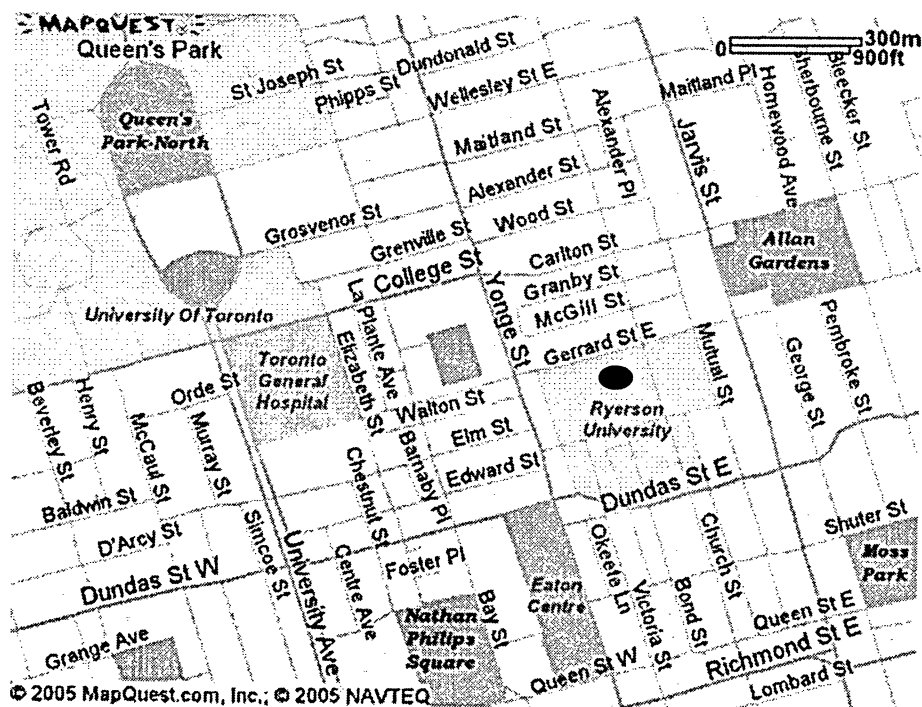 MAPQUEST
Queen's Park
300m
0
900ft
St Joseph St
Dundonald St
Phipps St
Wellesley St E
Maitland Pl
Homewood Ave
Sherbourne St
Bleecker St
Tower Rd
Queen's
Park-North
Maitland St
Alexander Pl
Jarvis St
Alexander St
Grosvenor St
Wood St
Grenville St
Carlton St
Allan
Gardens
College St
Granby St
McGill St
Yonge St
University Of Toronto
La Plante Ave
Elizabeth St
Gerrard St E
Mutual St
Pembroke St
George St
Toronto
General
Hospital
Orde St
Walton St
Ryerson
University
Beverley St
Henry St
McCaul St
Murray St
Elm St
Barnaby Pl
Edward St
Chestnut St
Dundas St E
Baldwin St
D'Arcy St
Simcoe St
University Ave
Centre Ave
Foster Pl
Dundas St W
Okeefe Ln
Church St
Shuter St
Moss
Park
Eaton
Centre
Victoria St
Bond St
Bay St
Nathan
Philips
Square
Queen St E
Grange Ave
Queen St W
Richmond St E
Lombard St
© 2005 MapQuest.com, Inc.; © 2005 NAVTEQ